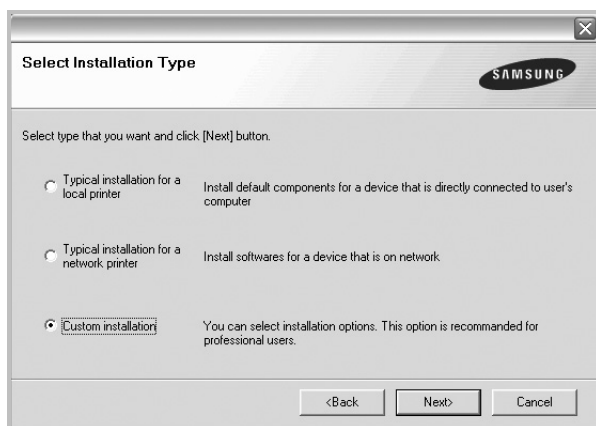 Select Installation Type
SAMSUNG
Select type that you want and click [Next] button.
Typical installation for a
local printer
Install default components for a device that is directly connected to user's
computer
Typical installation for a
network printer
Install softwares for a device that is on network
Custom installation
You can select installation options. This option is recommanded for
professional users.
<Back
Next>
Cancel